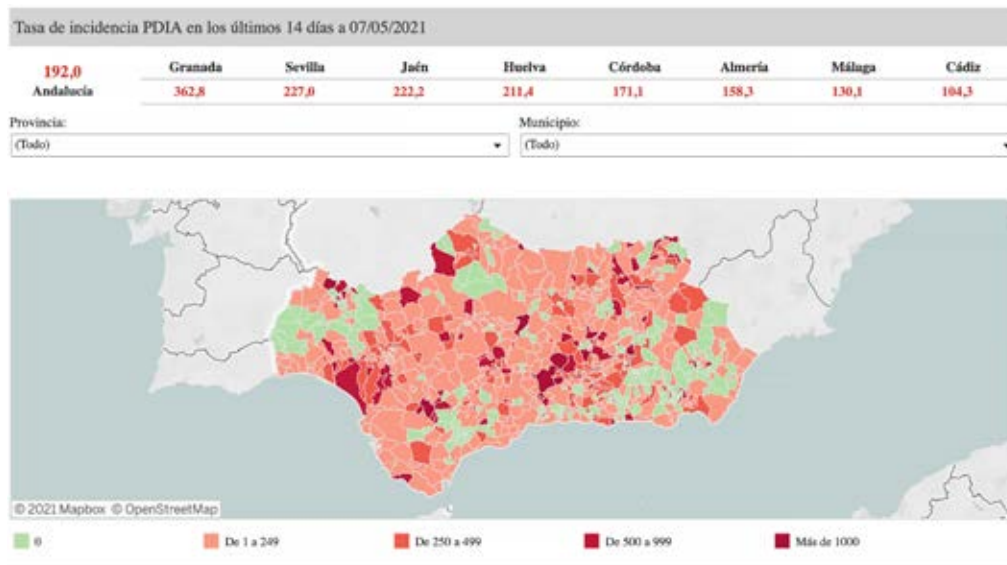 Tasa de incidencia PDIA en los últimos 14 días a 07/05/2021
192,0 Granada Sevilla Jaén Huelva Córdoba Almería Málaga Cádiz
Andalucía 362,8 227,0 222,2 211,4 171,1 158,3 130,1 104,3
Provincia: Municipio:
(Todo) (Todo)
© 2021 Mapbox © OpenStreetMap
0 De 1 a 249 De 250 a 499 De 500 a 999 Más de 1000